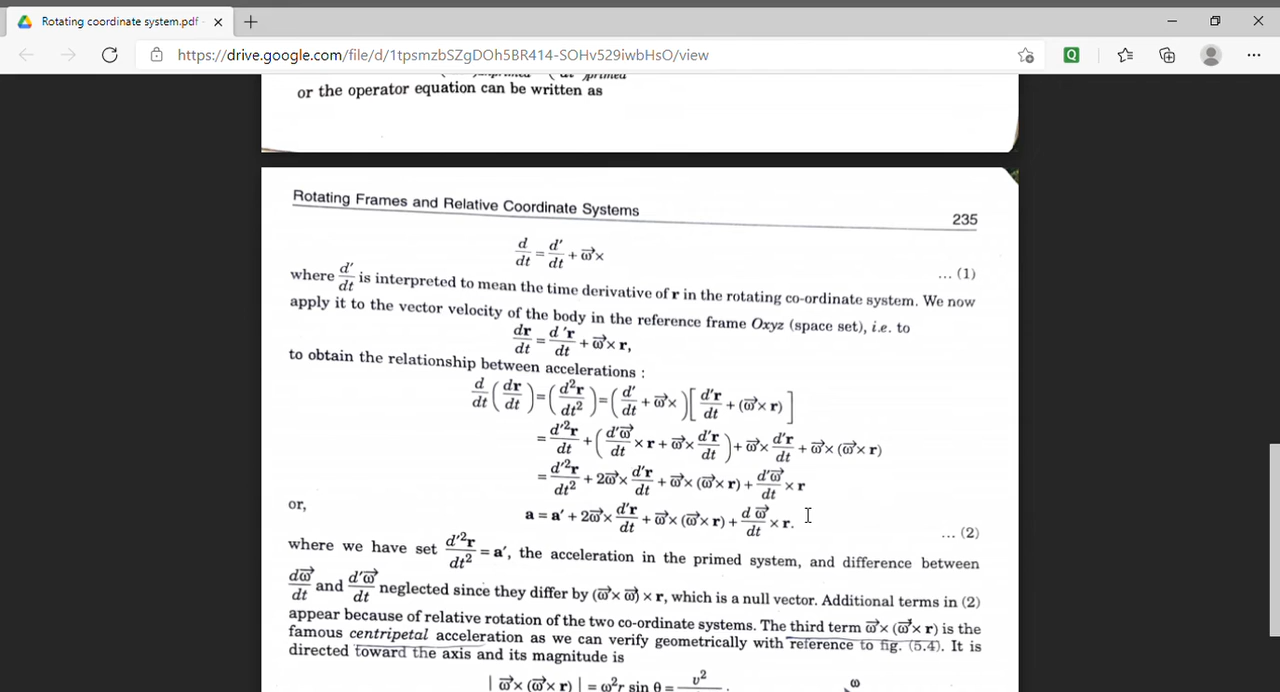 Rotating coordinate system.pdf
https://drive.google.com/file/d/1tpsmzbSZgDOh5BR414-SOHv529iwbHsO/view
or the operator equation can be written as
Rotating Frames and Relative Coordinate Systems 235
d/dt = d'/dt + ω⃗× ... (1)
where d'/dt is interpreted to mean the time derivative of r in the rotating co-ordinate system. We now
apply it to the vector velocity of the body in the reference frame Oxyz (space set), i.e. to
dr/dt = d'r/dt + ω⃗× r,
to obtain the relationship between accelerations :
d/dt (dr/dt) = (d²r/dt²) = (d'/dt + ω⃗×) [d'r/dt + (ω⃗× r)]
= d'²r/dt + (d'ω⃗/dt × r + ω⃗× d'r/dt) + ω⃗× d'r/dt + ω⃗× (ω⃗× r)
= d'²r/dt² + 2ω⃗× d'r/dt + ω⃗× (ω⃗× r) + d'ω⃗/dt × r
or,
a = a' + 2ω⃗× d'r/dt + ω⃗× (ω⃗× r) + dω⃗/dt × r. ... (2)
where we have set d'²r/dt² = a', the acceleration in the primed system, and difference between
dω⃗/dt and d'ω⃗/dt neglected since they differ by (ω⃗× ω⃗) × r, which is a null vector. Additional terms in (2)
appear because of relative rotation of the two co-ordinate systems. The third term ω⃗× (ω⃗× r) is the
famous centripetal acceleration as we can verify geometrically with reference to fig. (5.4). It is
directed toward the axis and its magnitude is
| ω⃗× (ω⃗× r) | = ω²r sin θ = v²
ω